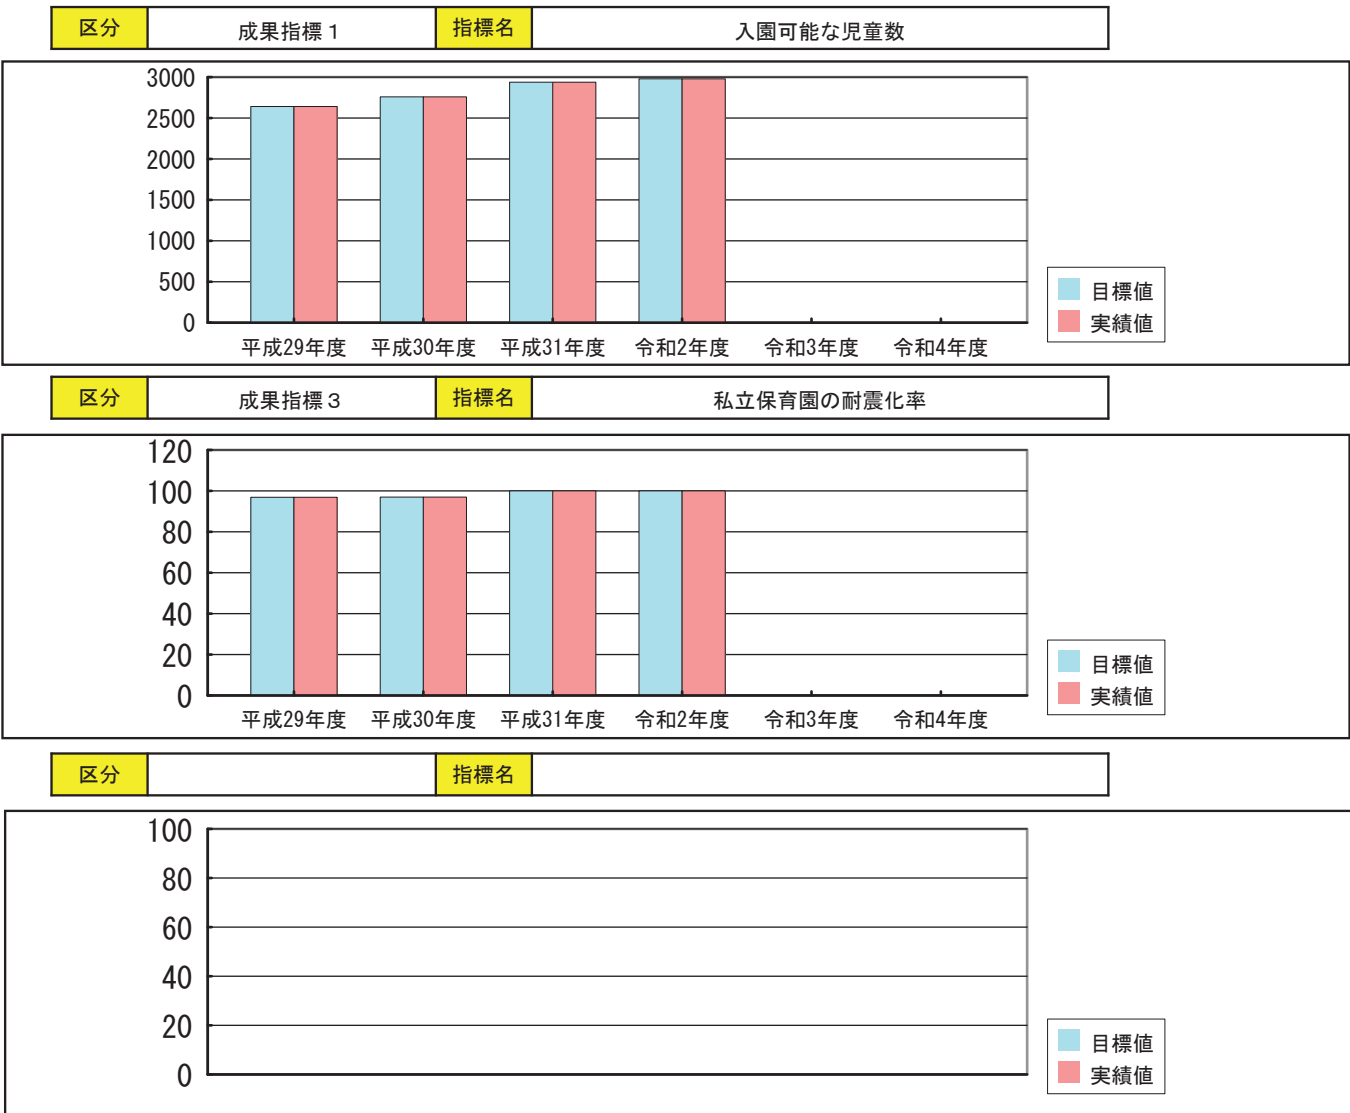 区分 成果指標１ 指標名 入園可能な児童数
3000
2500
2000
1500
1000
500
0
平成29年度 平成30年度 平成31年度 令和2年度 令和3年度 令和4年度
目標値
実績値
区分 成果指標３ 指標名 私立保育園の耐震化率
120
100
80
60
40
20
0
平成29年度 平成30年度 平成31年度 令和2年度 令和3年度 令和4年度
目標値
実績値
区分 指標名
100
80
60
40
20
0
目標値
実績値